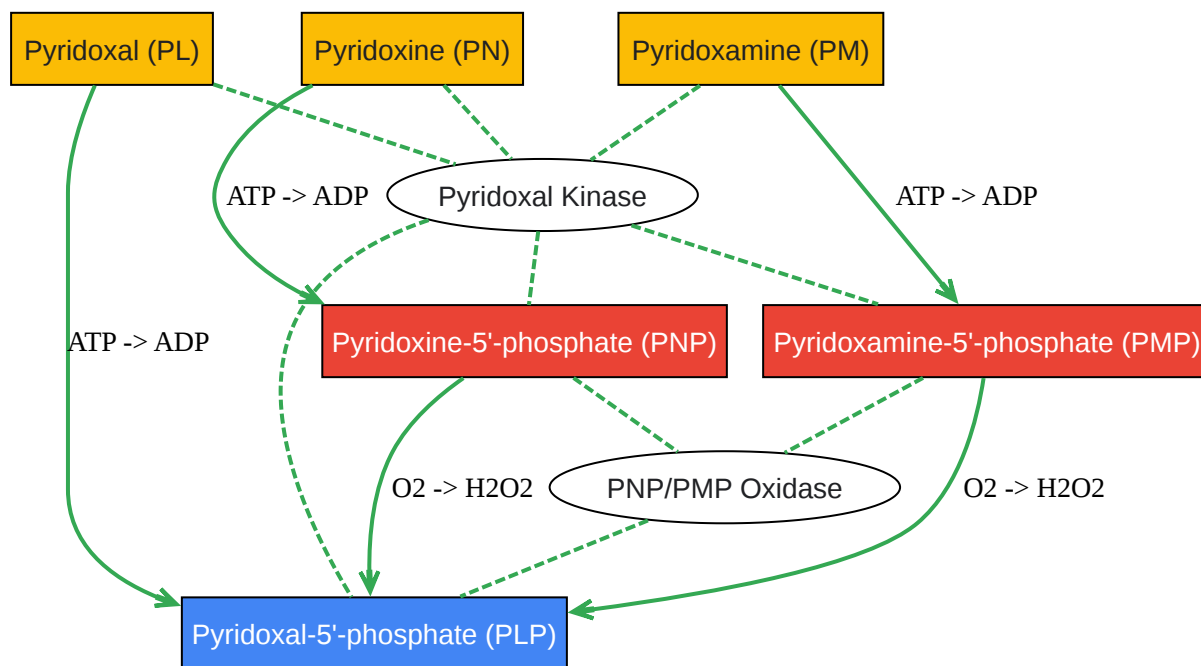 Pyridoxal (PL)
Pyridoxine (PN)
Pyridoxamine (PM)
ATP -> ADP
Pyridoxal Kinase
ATP -> ADP
ATP -> ADP
Pyridoxine-5'-phosphate (PNP)
Pyridoxamine-5'-phosphate (PMP)
O2 -> H2O2
PNP/PMP Oxidase
O2 -> H2O2
Pyridoxal-5'-phosphate (PLP)